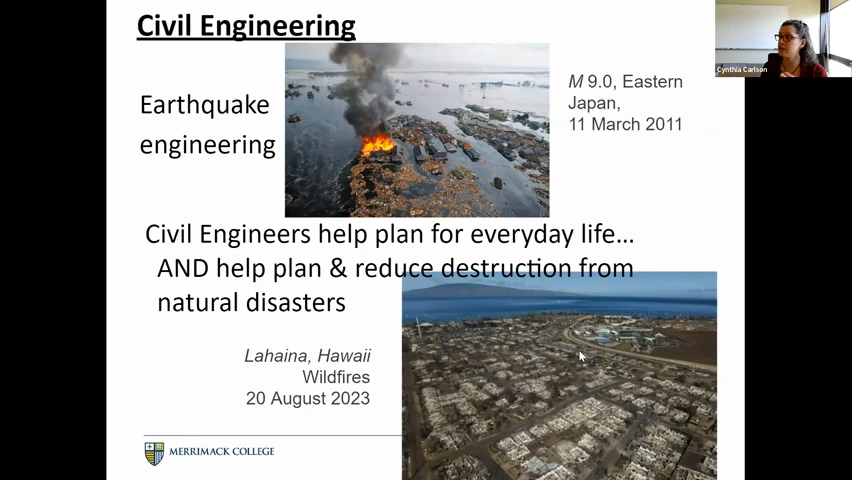 Civil Engineering
Cynthia Carlson
Earthquake
engineering
M 9.0, Eastern
Japan,
11 March 2011
Civil Engineers help plan for everyday life...
AND help plan & reduce destruction from
natural disasters
Lahaina, Hawaii
Wildfires
20 August 2023
MERRIMACK COLLEGE